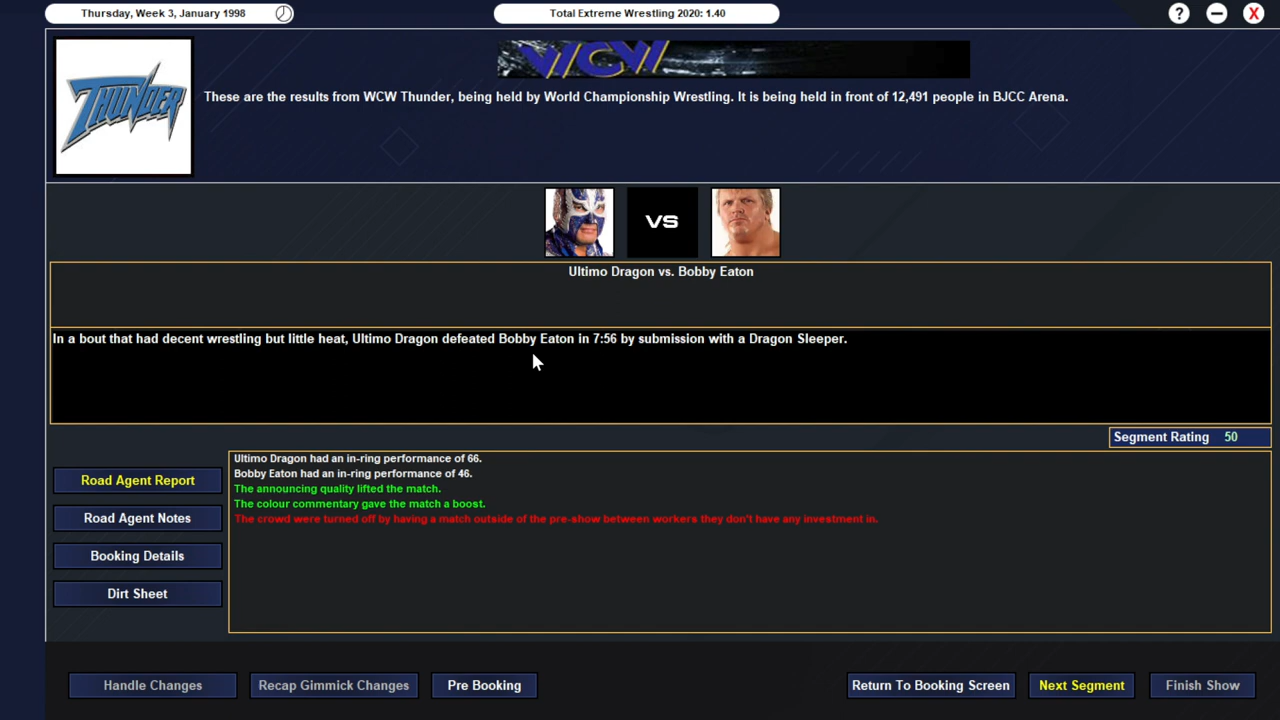 Thursday, Week 3, January 1998
Total Extreme Wrestling 2020: 1.40
?
X
THUNDER
WCW
These are the results from WCW Thunder, being held by World Championship Wrestling. It is being held in front of 12,491 people in BJCC Arena.
VS
Ultimo Dragon vs. Bobby Eaton
In a bout that had decent wrestling but little heat, Ultimo Dragon defeated Bobby Eaton in 7:56 by submission with a Dragon Sleeper.
Segment Rating 50
Road Agent Report
Road Agent Notes
Booking Details
Dirt Sheet
Ultimo Dragon had an in-ring performance of 66.
Bobby Eaton had an in-ring performance of 46.
The announcing quality lifted the match.
The colour commentary gave the match a boost.
The crowd were turned off by having a match outside of the pre-show between workers they don't have any investment in.
Handle Changes
Recap Gimmick Changes
Pre Booking
Return To Booking Screen
Next Segment
Finish Show